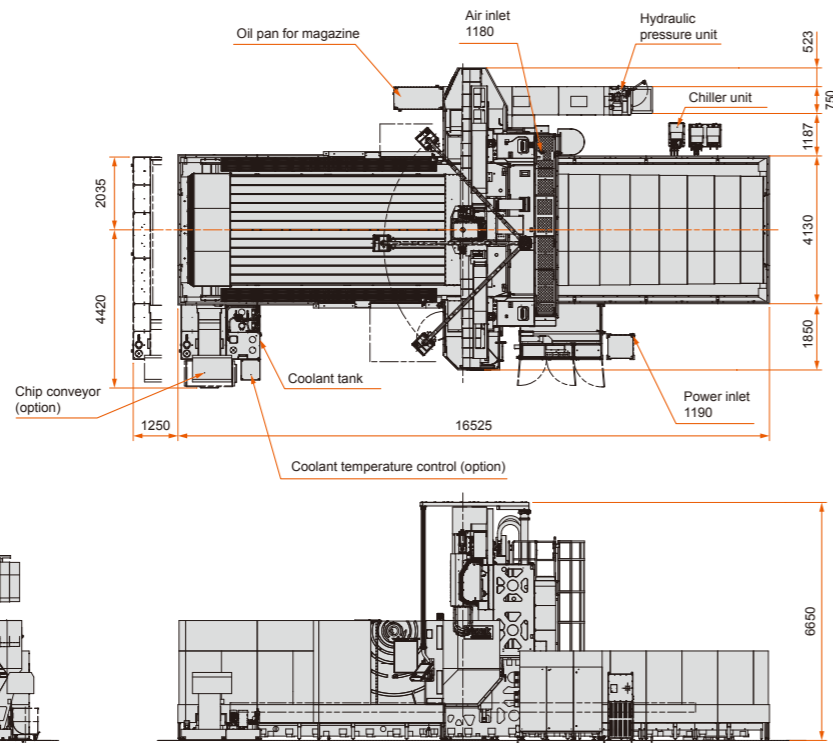 Air inlet
1180
Hydraulic
pressure unit
Oil pan for magazine
523
750
Chiller unit
1187
2035
4130
4420
1850
Coolant tank
Chip conveyor
(option)
Power inlet
1190
1250
16525
Coolant temperature control (option)
6650